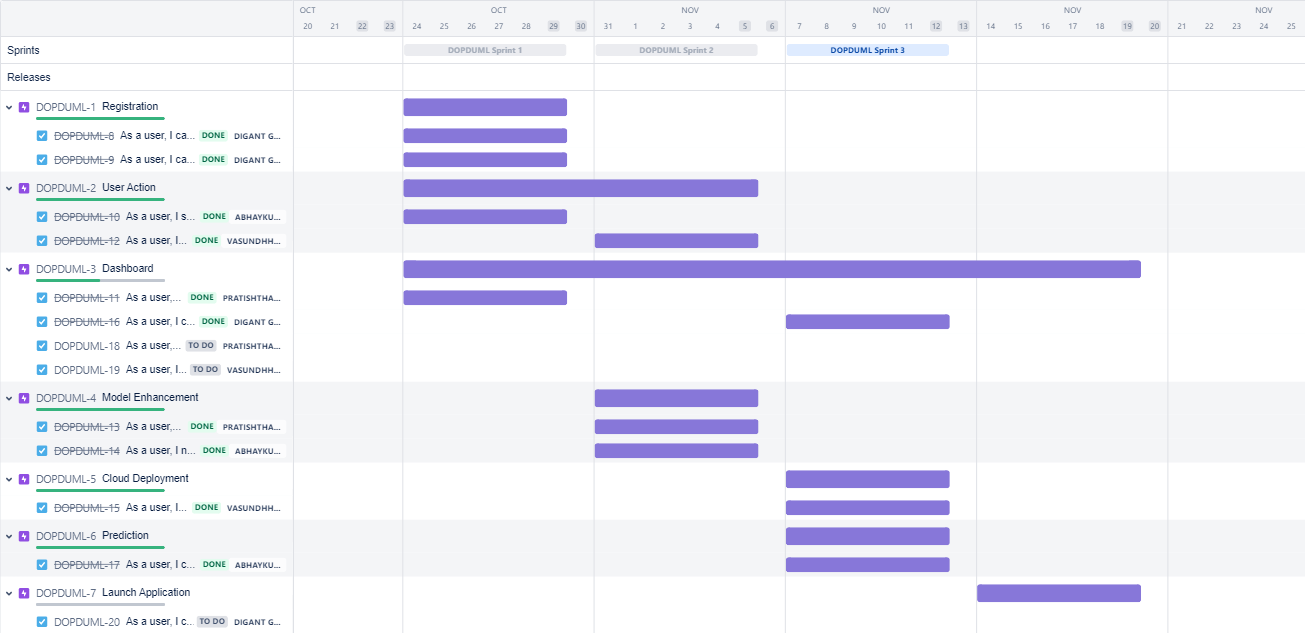 OCT OCT NOV NOV NOV NOV
20 21 22 23 24 25 26 27 28 29 30 31 1 2 3 4 5 6 7 8 9 10 11 12 13 14 15 16 17 18 19 20 21 22 23 24 25
Sprints DOPDUML Sprint 1 DOPDUML Sprint 2 DOPDUML Sprint 3
Releases
DOPDUML-1 Registration
DOPDUML-8 As a user, I ca... DONE DIGANT G...
DOPDUML-9 As a user, I ca... DONE DIGANT G...
DOPDUML-2 User Action
DOPDUML-10 As a user, I s... DONE ABHAYKU...
DOPDUML-12 As a user, I... DONE VASUNDHH...
DOPDUML-3 Dashboard
DOPDUML-11 As a user,... DONE PRATISHTHA...
DOPDUML-16 As a user, I c... DONE DIGANT G...
DOPDUML-18 As a user,... TO DO PRATISHTHA...
DOPDUML-19 As a user, I... TO DO VASUNDHH...
DOPDUML-4 Model Enhancement
DOPDUML-13 As a user,... DONE PRATISHTHA...
DOPDUML-14 As a user, I n... DONE ABHAYKU...
DOPDUML-5 Cloud Deployment
DOPDUML-15 As a user, I... DONE VASUNDHH...
DOPDUML-6 Prediction
DOPDUML-17 As a user, I c... DONE ABHAYKU...
DOPDUML-7 Launch Application
DOPDUML-20 As a user, I c... TO DO DIGANT G...